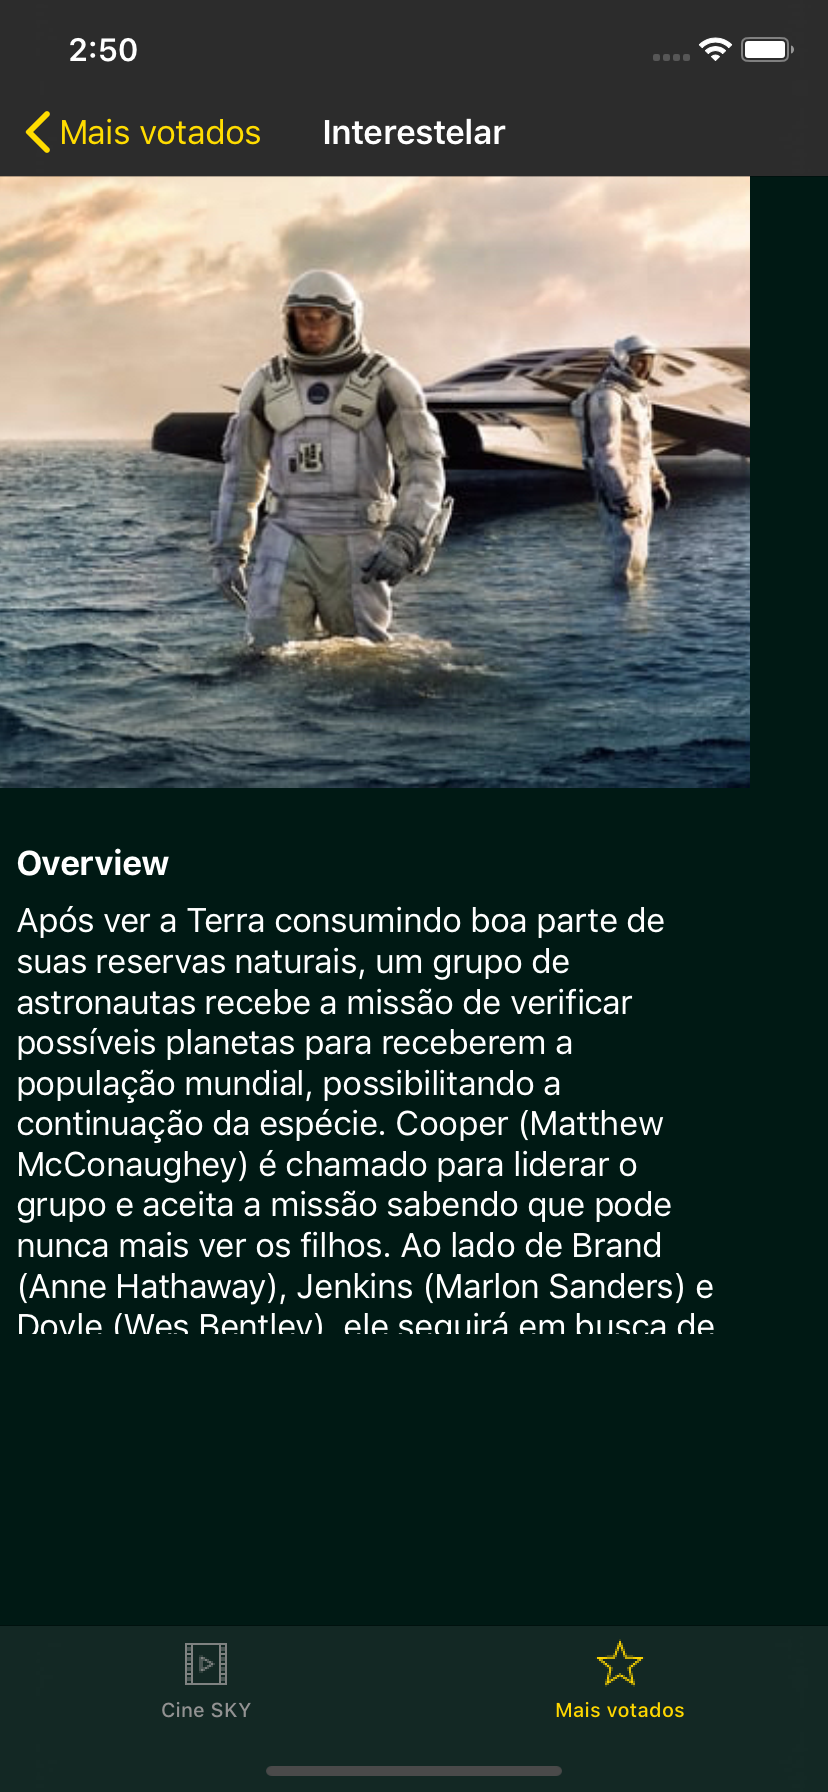 2:50
Mais votados
Interestelar
Overview
Após ver a Terra consumindo boa parte de
suas reservas naturais, um grupo de
astronautas recebe a missão de verificar
possíveis planetas para receberem a
população mundial, possibilitando a
continuação da espécie. Cooper (Matthew
McConaughey) é chamado para liderar o
grupo e aceita a missão sabendo que pode
nunca mais ver os filhos. Ao lado de Brand
(Anne Hathaway), Jenkins (Marlon Sanders) e
Doyle (Wes Bentley), ele seguirá em busca de
Cine SKY
Mais votados